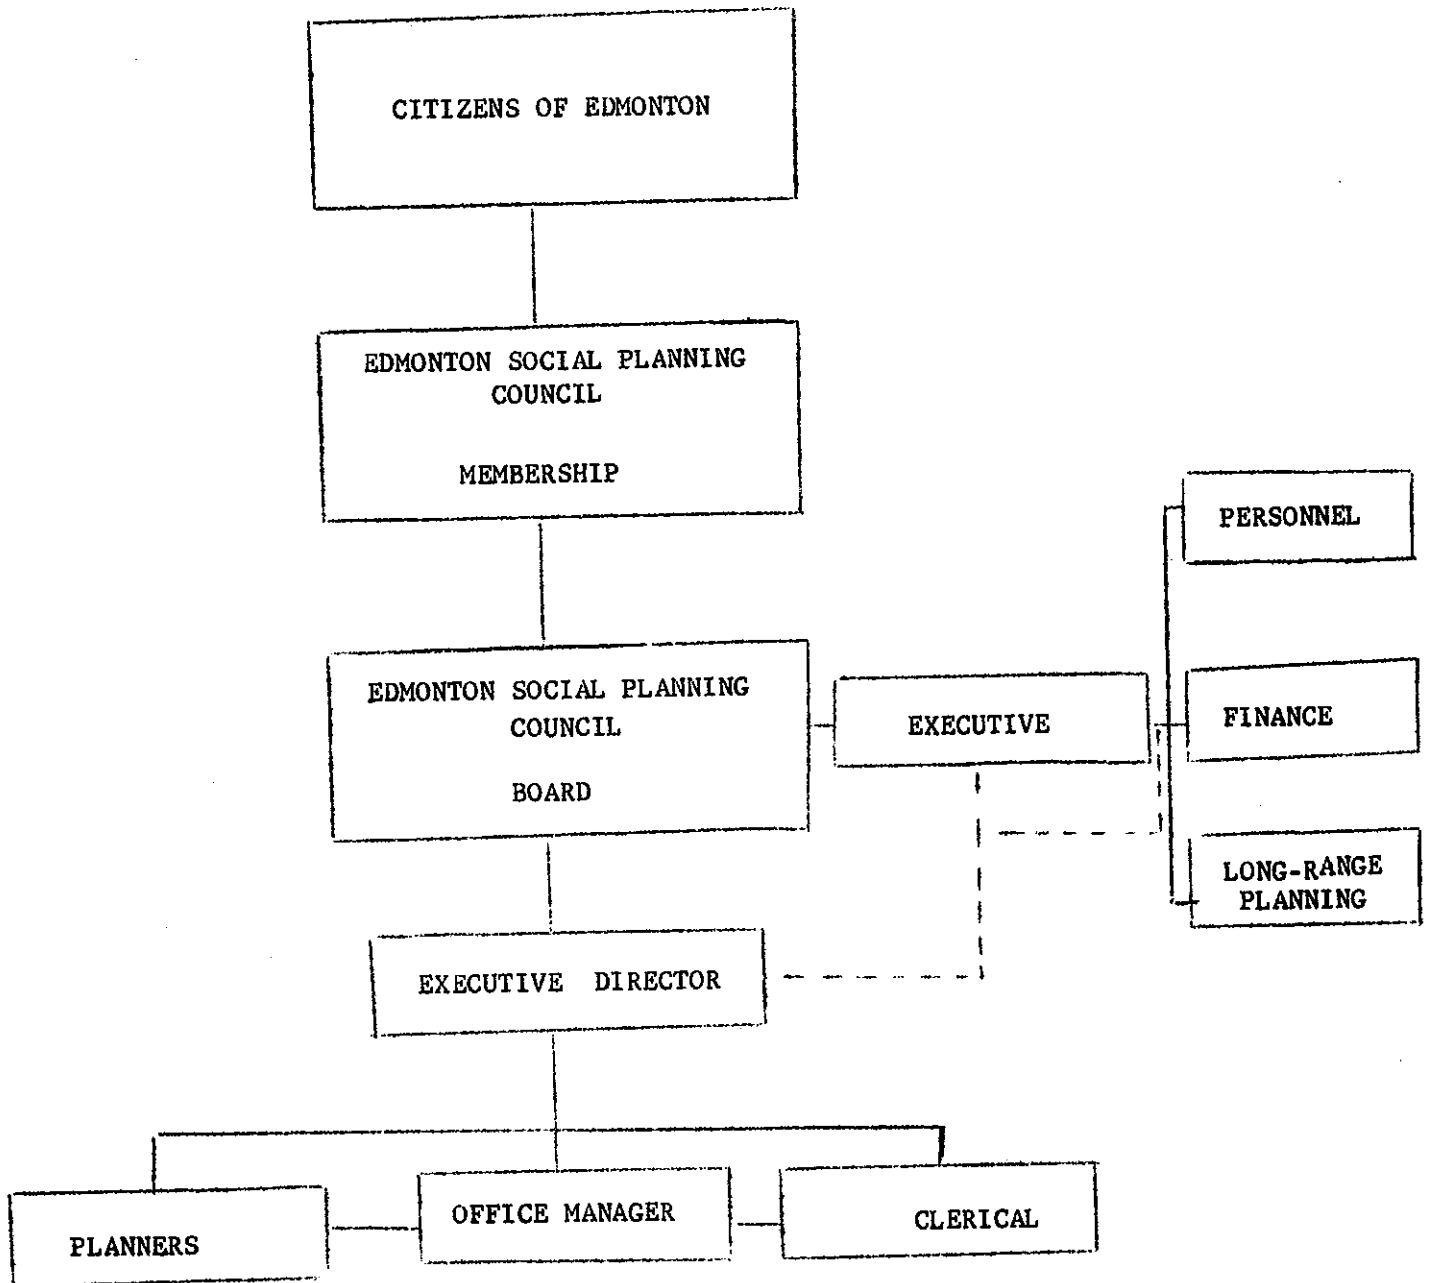 CITIZENS OF EDMONTON
EDMONTON SOCIAL PLANNING
COUNCIL
MEMBERSHIP
EDMONTON SOCIAL PLANNING
COUNCIL
BOARD
EXECUTIVE
PERSONNEL
FINANCE
LONG-RANGE
PLANNING
EXECUTIVE DIRECTOR
PLANNERS
OFFICE MANAGER
CLERICAL